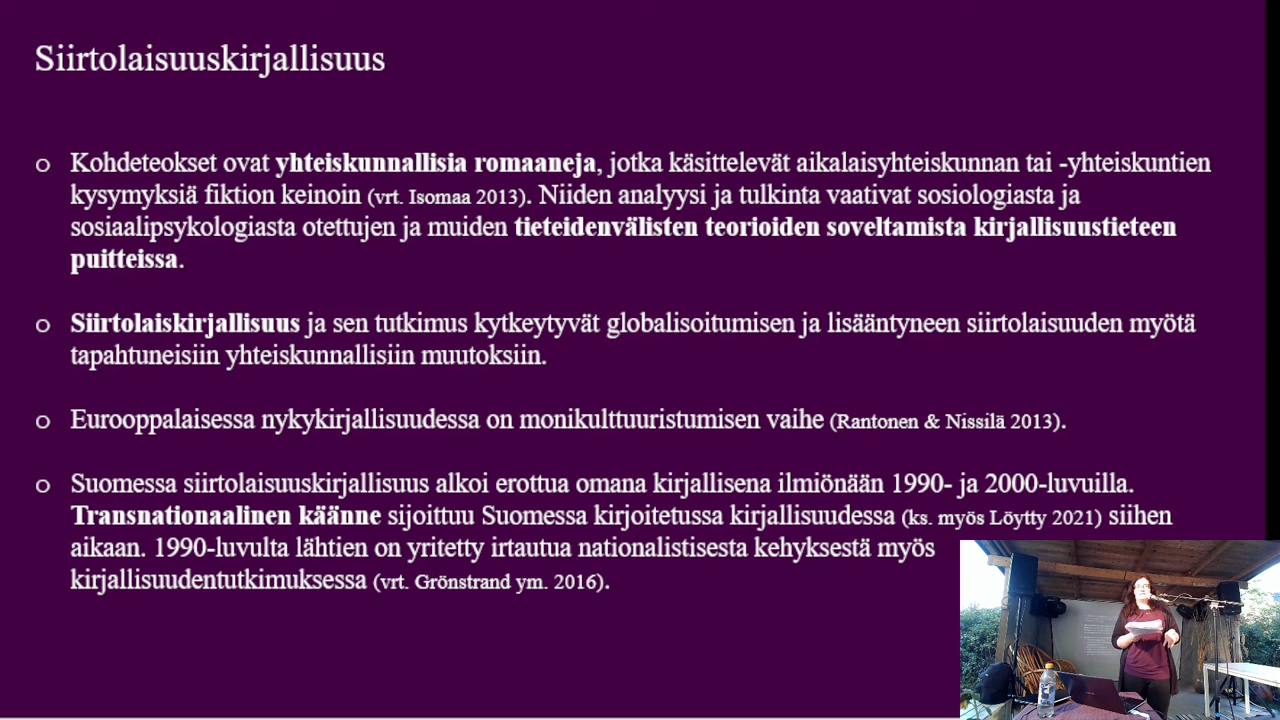 Siirtolaisuuskirjallisuus
Kohdeteokset ovat yhteiskunnallisia romaaneja, jotka käsittelevät aikalaisyhteiskunnan tai -yhteiskuntien
kysymyksiä fiktion keinoin (vrt. Isomaa 2013). Niiden analyysi ja tulkinta vaativat sosiologiasta ja
sosiaalipsykologiasta otettujen ja muiden tieteidenvälisten teorioiden soveltamista kirjallisuustieteen
puitteissa.
Siirtolaiskirjallisuus ja sen tutkimus kytkeytyvät globalisoitumisen ja lisääntyneen siirtolaisuuden myötä
tapahtuneisiin yhteiskunnallisiin muutoksiin.
Eurooppalaisessa nykykirjallisuudessa on monikulttuuristumisen vaihe (Rantonen & Nissilä 2013).
Suomessa siirtolaisuuskirjallisuus alkoi erottua omana kirjallisena ilmiönään 1990- ja 2000-luvuilla.
Transnationaalinen käänne sijoittuu Suomessa kirjoitetussa kirjallisuudessa (ks. myös Löytty 2021) siihen
aikaan. 1990-luvulta lähtien on yritetty irtautua nationalistisesta kehyksestä myös
kirjallisuudentutkimuksessa (vrt. Grönstrand ym. 2016).